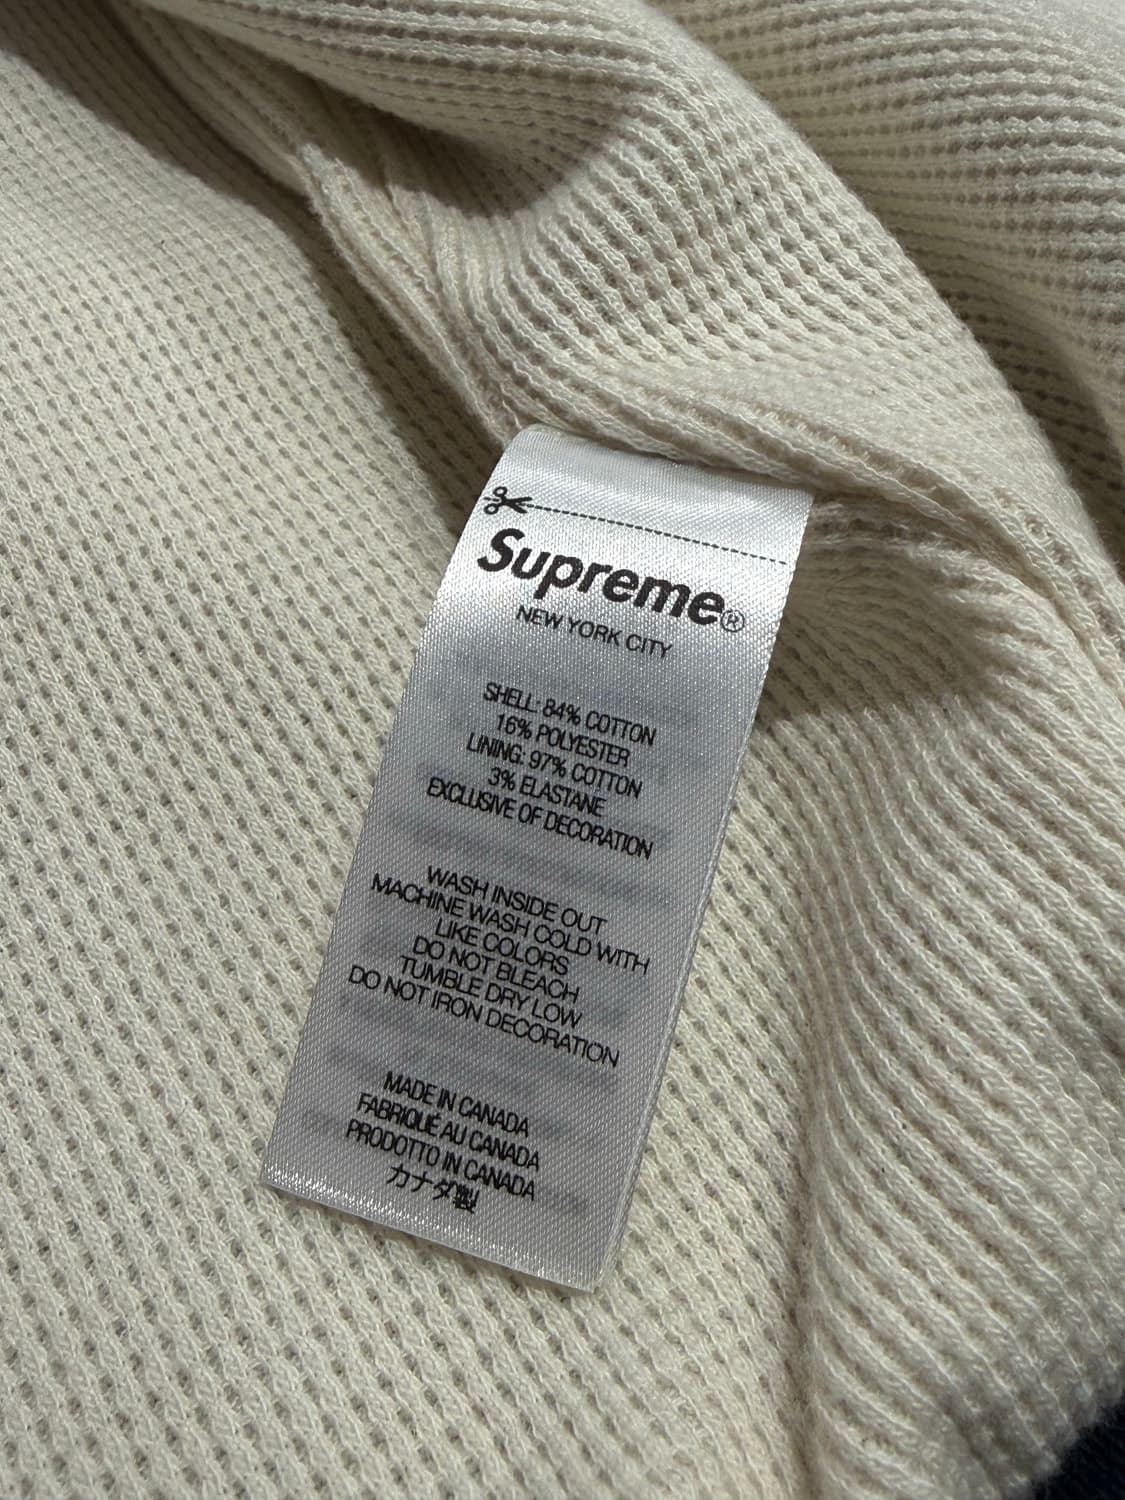 Supreme®
NEW YORK CITY
SHELL: 84% COTTON
16% POLYESTER
LINING: 97% COTTON
3% ELASTANE
EXCLUSIVE OF DECORATION
WASH INSIDE OUT
MACHINE WASH COLD WITH
LIKE COLORS
DO NOT BLEACH
TUMBLE DRY LOW
DO NOT IRON DECORATION
MADE IN CANADA
FABRIQUÉ AU CANADA
PRODOTTO IN CANADA
カナダ製